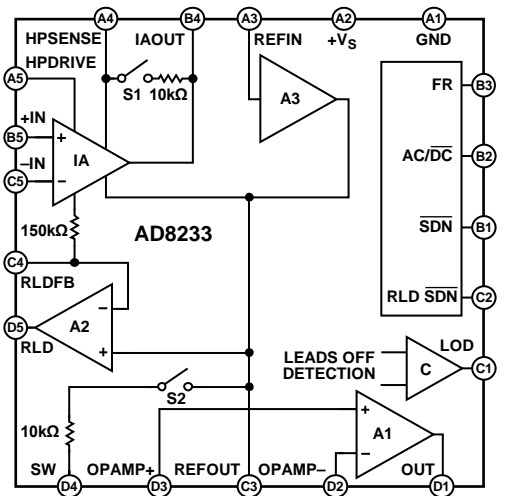 A4
B4
A3
A2
A1
HPSENSE
IAOUT
REFIN
+VS
GND
HPDRIVE
A5
S1
10kΩ
A3
FR
B3
+IN
B5
+
IA
–IN
C5
–
AC/DC
B2
150kΩ
AD8233
SDN
B1
C4
RLDFB
RLD SDN
C2
D5
RLD
A2
–
+
LEADS OFF
DETECTION
C
LOD
C1
S2
10kΩ
+
A1
–
SW
OPAMP+
REFOUT
OPAMP–
OUT
D4
D3
C3
D2
D1